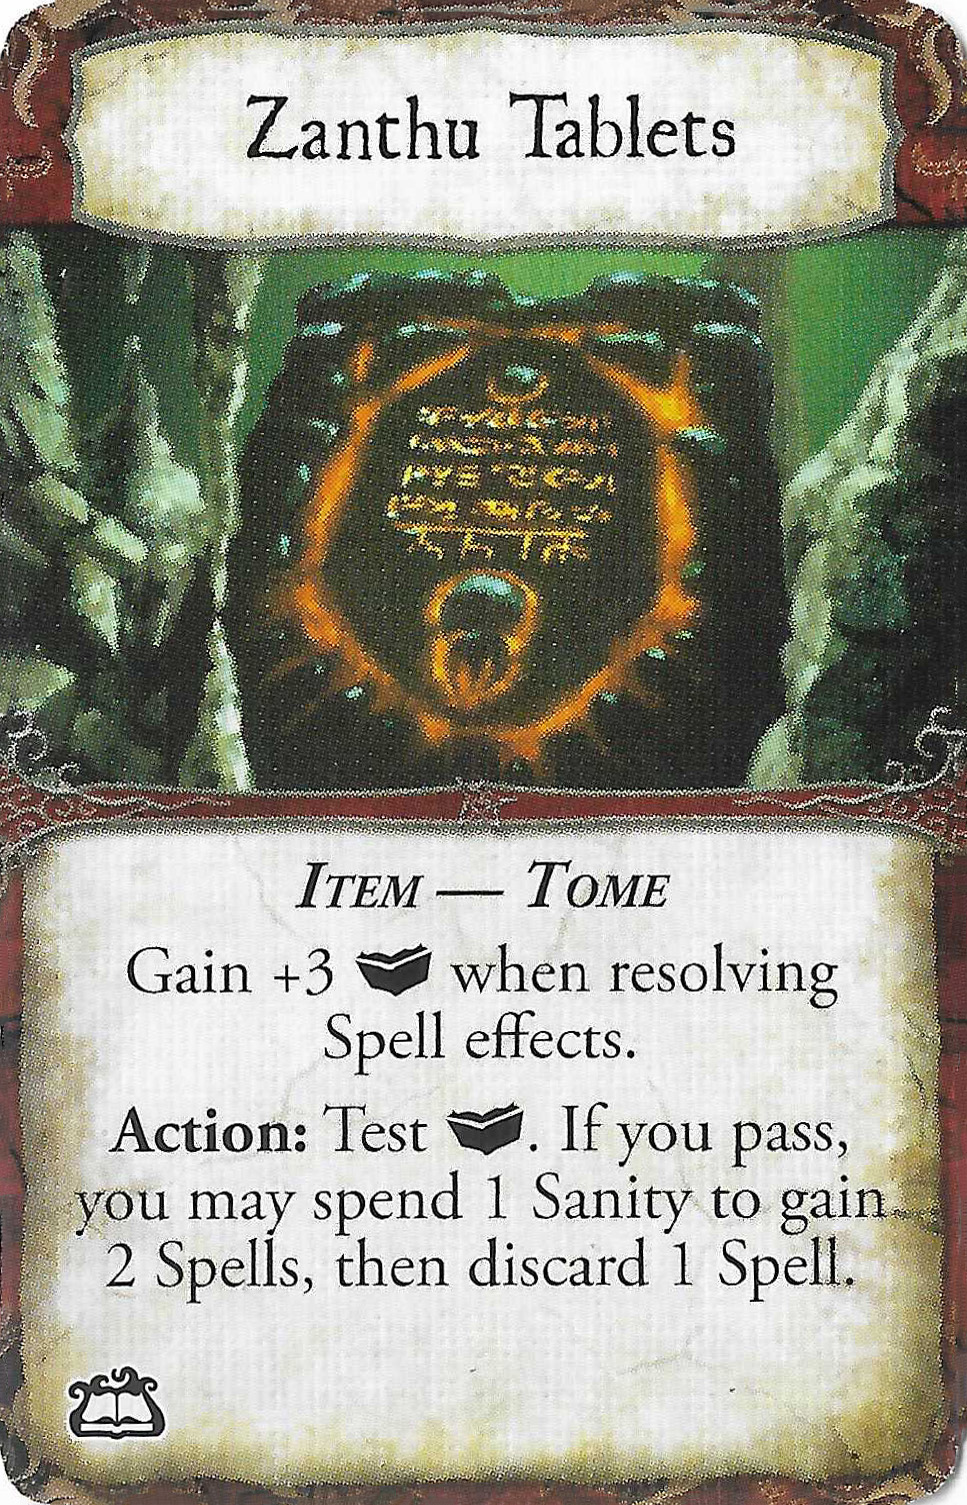 Zanthu Tablets
ITEM — TOME
Gain +3 when resolving
Spell effects.
Action: Test . If you pass,
you may spend 1 Sanity to gain
2 Spells, then discard 1 Spell.